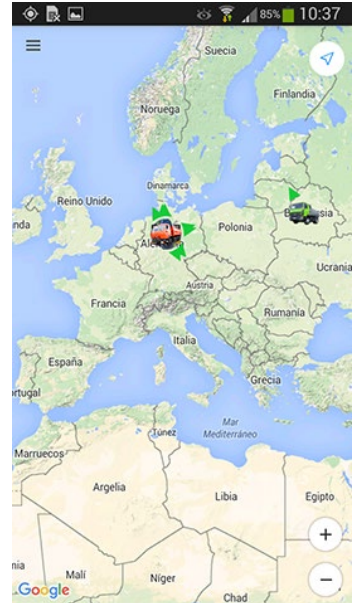 85% 10:37
Suecia
Finlandia
Noruega
Dinamarca
Reino Unido
Polonia
Ucrania
Austria
Francia
Rumanía
Italia
España
Grecia
Mar
Mediterráneo
Túnez
Marruecos
Argelia
Libia
Egipto
+
Malí
Níger
−
Google
Chad